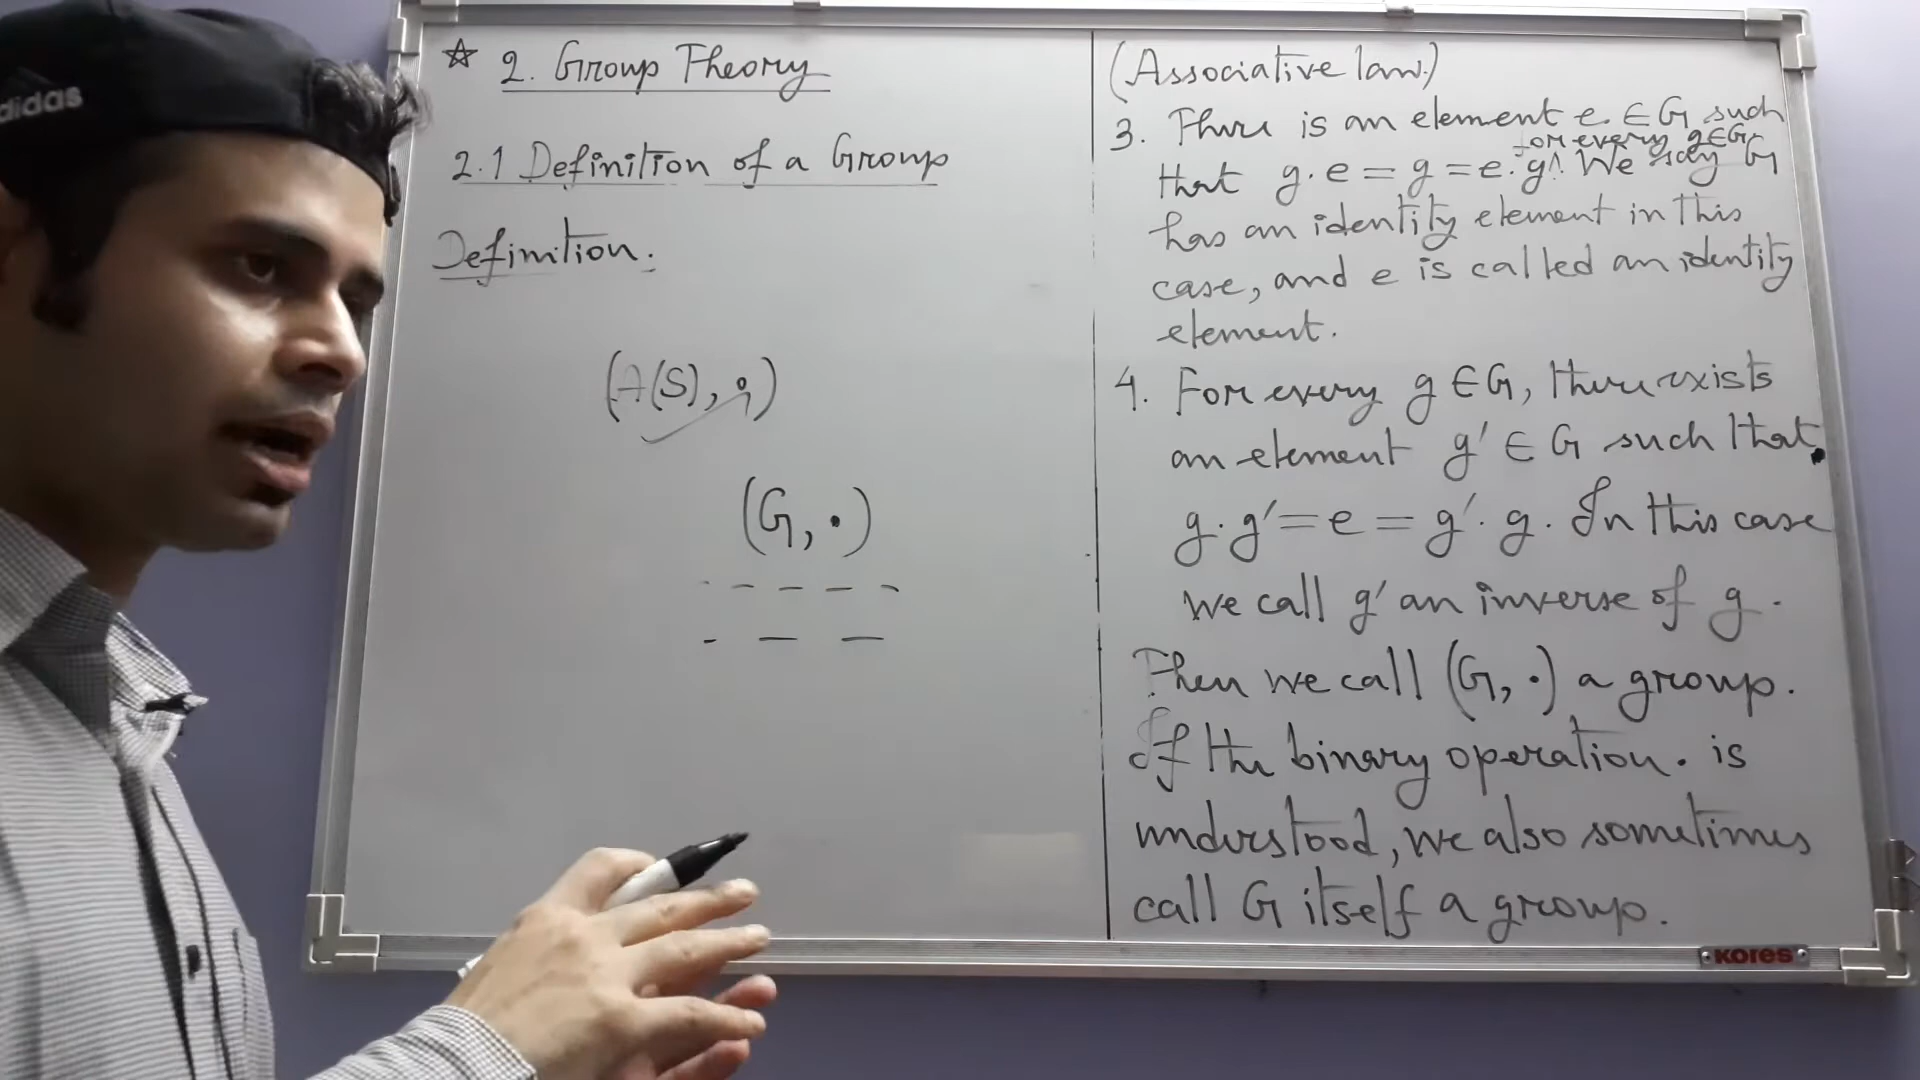 adidas
☆ 2. Group Theory
2.1 Definition of a Group
Definition.
(A(S), ∘)
(G, ·)
(Associative law.)
3. There is an element e ∈ G such
that g·e = g = e·g for every g∈G. We say G
has an identity element in this
case, and e is called an identity
element.
4. For every g ∈ G, there exists
an element g' ∈ G such that
g·g' = e = g'·g. In this case
we call g' an inverse of g.
Then we call (G, ·) a group.
If the binary operation · is
understood, we also sometimes
call G itself a group.
KORES